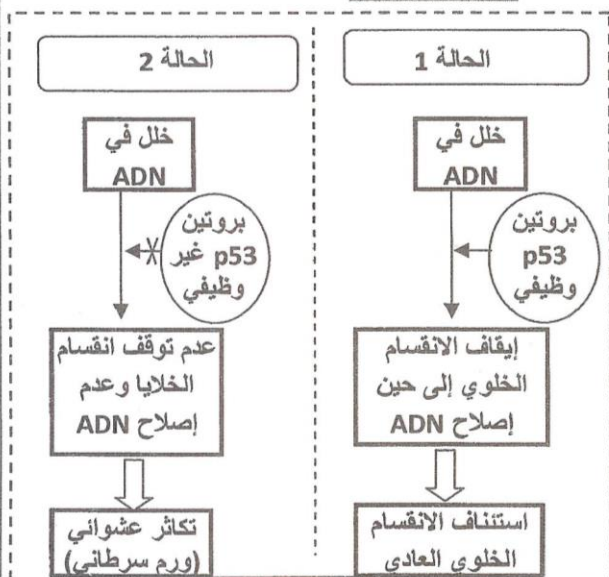 الحالة 1
خلل في
ADN
بروتين
p53
وظيفي
إيقاف الانقسام
الخلوي إلى حين
إصلاح ADN
استئناف الانقسام
الخلوي العادي
الحالة 2
خلل في
ADN
بروتين
p53 غير
وظيفي
عدم توقف انقسام
الخلايا وعدم
إصلاح ADN
تكاثر عشوائي
(ورم سرطاني)